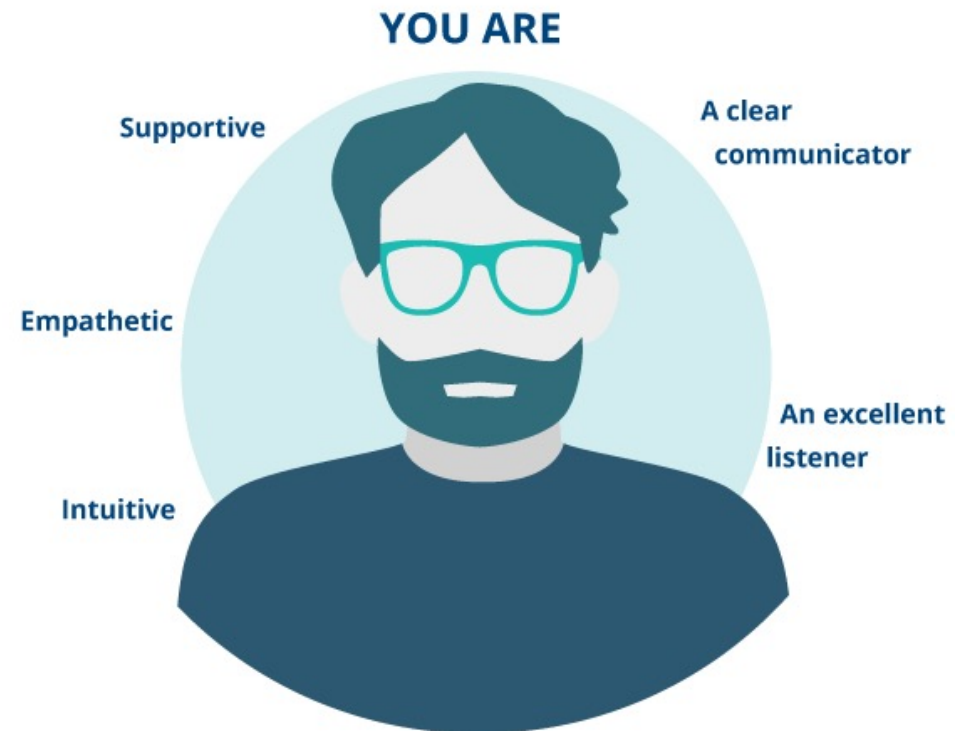 YOU ARE
Supportive
A clear
communicator
Empathetic
An excellent
listener
Intuitive